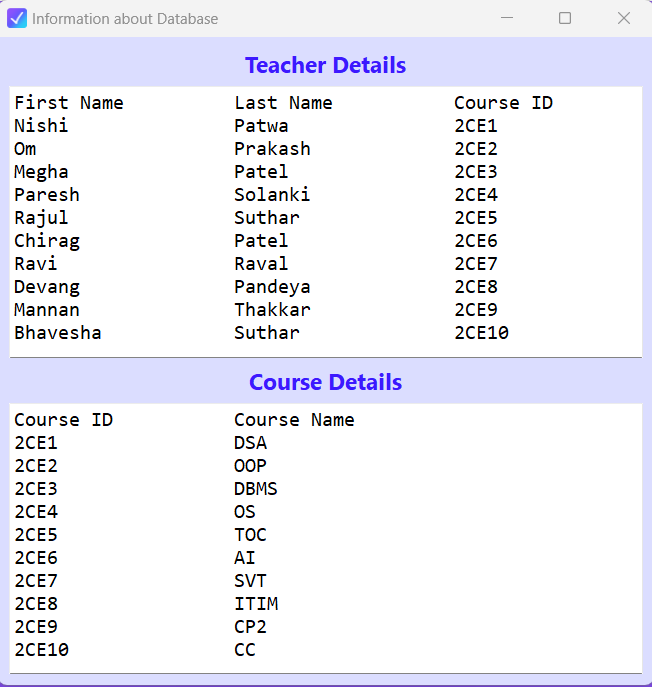 Information about Database
Teacher Details
First Name Last Name Course ID
Nishi Patwa 2CE1
Om Prakash 2CE2
Megha Patel 2CE3
Paresh Solanki 2CE4
Rajul Suthar 2CE5
Chirag Patel 2CE6
Ravi Raval 2CE7
Devang Pandeya 2CE8
Mannan Thakkar 2CE9
Bhavesha Suthar 2CE10
Course Details
Course ID Course Name
2CE1 DSA
2CE2 OOP
2CE3 DBMS
2CE4 OS
2CE5 TOC
2CE6 AI
2CE7 SVT
2CE8 ITIM
2CE9 CP2
2CE10 CC